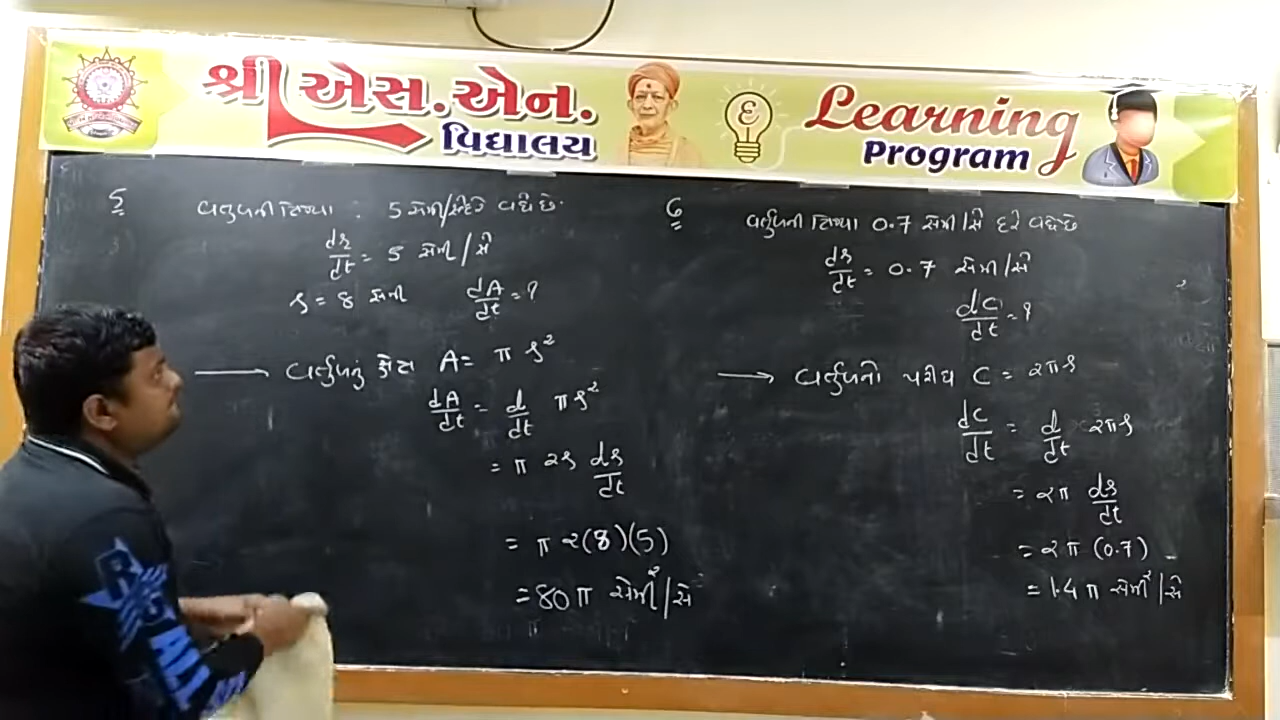 શ્રી એસ.એન.
વિદ્યાલય
Learning
Program
5
વર્તુળની ત્રિજ્યા 5 સેમી/સે દરે વધે છે.
dr/dt = 5 સેમી/સે
r = 8 સેમી dA/dt = ?
→ વર્તુળનું ક્ષેત્ર A = πr²
dA/dt = d/dt πr²
= π 2r dr/dt
= π 2(8)(5)
= 80π સેમી²/સે
6
વર્તુળની ત્રિજ્યા 0.7 સેમી/સે દરે વધે છે
dr/dt = 0.7 સેમી/સે
dC/dt = ?
→ વર્તુળનો પરીઘ C = 2πr
dC/dt = d/dt 2πr
= 2π dr/dt
= 2π (0.7)
= 1.4 π સેમી²/સે